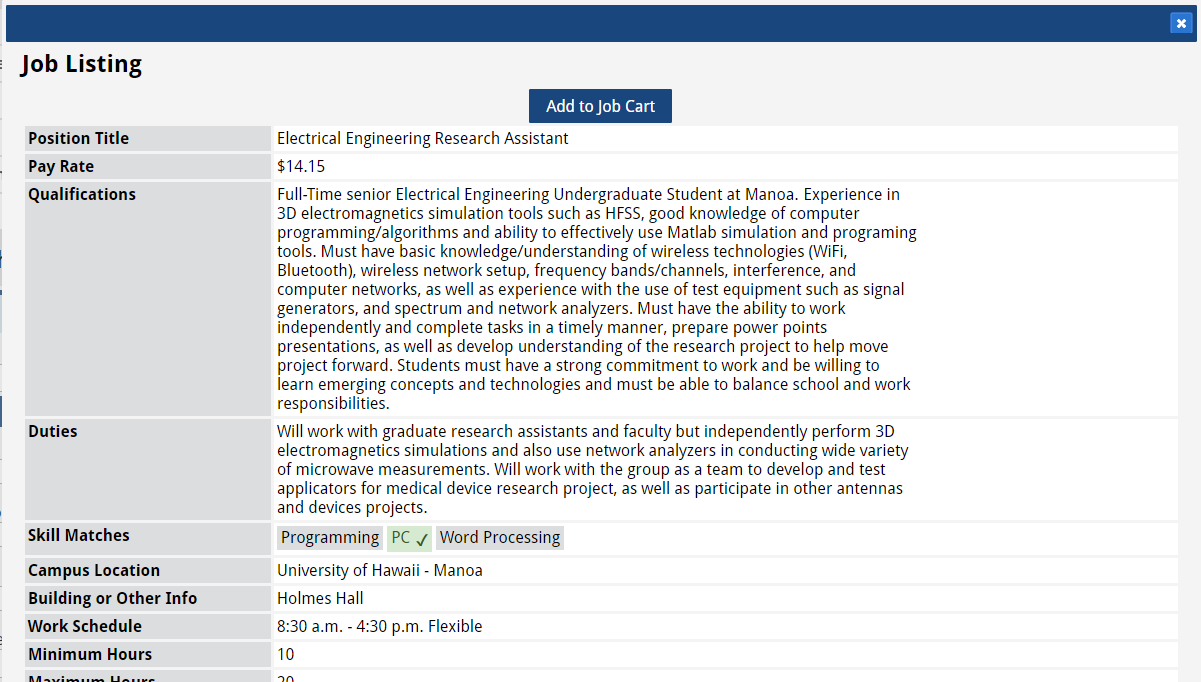 Job Listing
Add to Job Cart
Position Title
Electrical Engineering Research Assistant
Pay Rate
$14.15
Qualifications
Full-Time senior Electrical Engineering Undergraduate Student at Manoa. Experience in
3D electromagnetics simulation tools such as HFSS, good knowledge of computer
programming/algorithms and ability to effectively use Matlab simulation and programing
tools. Must have basic knowledge/understanding of wireless technologies (WiFi,
Bluetooth), wireless network setup, frequency bands/channels, interference, and
computer networks, as well as experience with the use of test equipment such as signal
generators, and spectrum and network analyzers. Must have the ability to work
independently and complete tasks in a timely manner, prepare power points
presentations, as well as develop understanding of the research project to help move
project forward. Students must have a strong commitment to work and be willing to
learn emerging concepts and technologies and must be able to balance school and work
responsibilities.
Duties
Will work with graduate research assistants and faculty but independently perform 3D
electromagnetics simulations and also use network analyzers in conducting wide variety
of microwave measurements. Will work with the group as a team to develop and test
applicators for medical device research project, as well as participate in other antennas
and devices projects.
Skill Matches
Programming PC ✓ Word Processing
Campus Location
University of Hawaii - Manoa
Building or Other Info
Holmes Hall
Work Schedule
8:30 a.m. - 4:30 p.m. Flexible
Minimum Hours
10
Maximum Hours
20